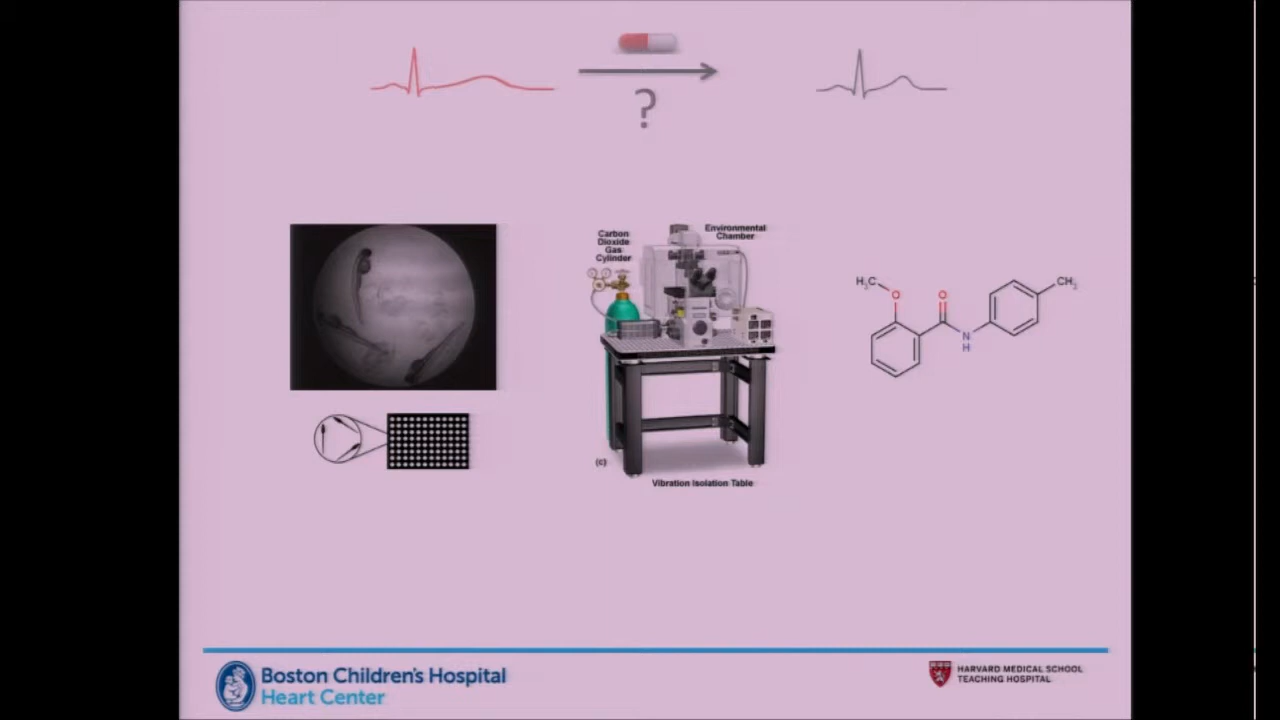 ?
Carbon
Dioxide
Gas
Cylinder
Environmental
Chamber
H₃C
O
O
N
H
CH₃
(c)
Vibration Isolation Table
Boston Children's Hospital
Heart Center
HARVARD MEDICAL SCHOOL
TEACHING HOSPITAL